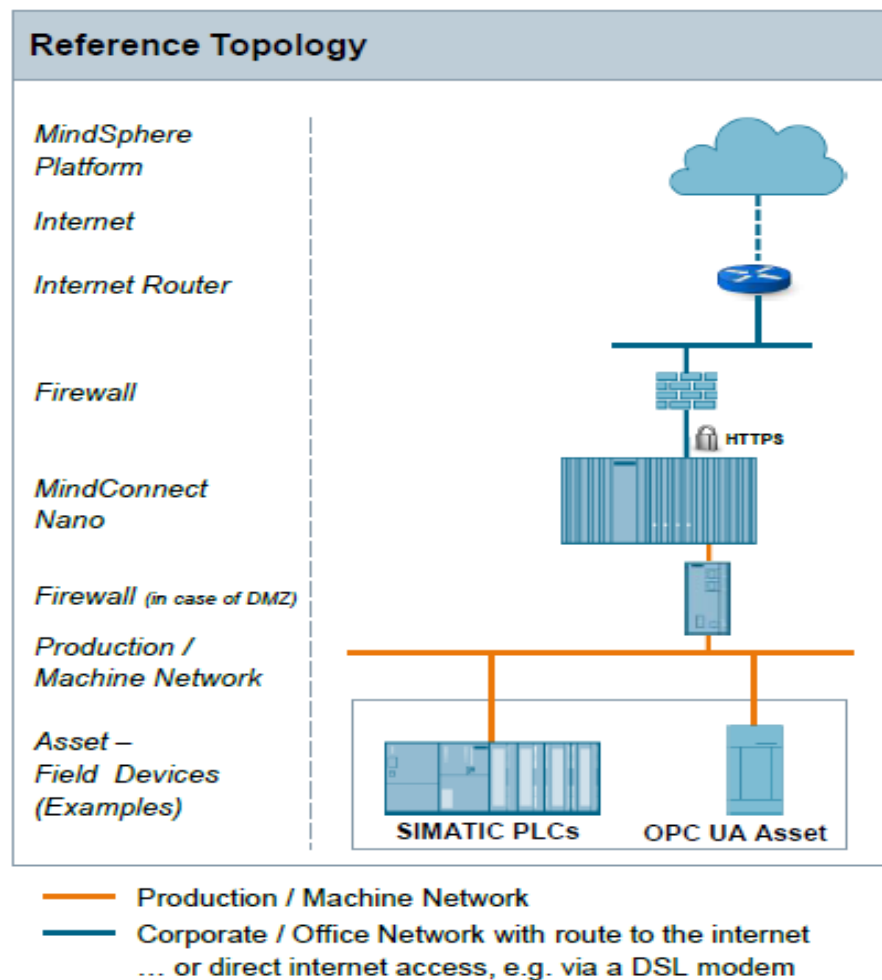 Reference Topology
MindSphere
Platform
Internet
Internet Router
Firewall
HTTPS
MindConnect
Nano
Firewall (in case of DMZ)
Production /
Machine Network
Asset –
Field Devices
(Examples)
SIMATIC PLCs
OPC UA Asset
Production / Machine Network
Corporate / Office Network with route to the internet
... or direct internet access, e.g. via a DSL modem